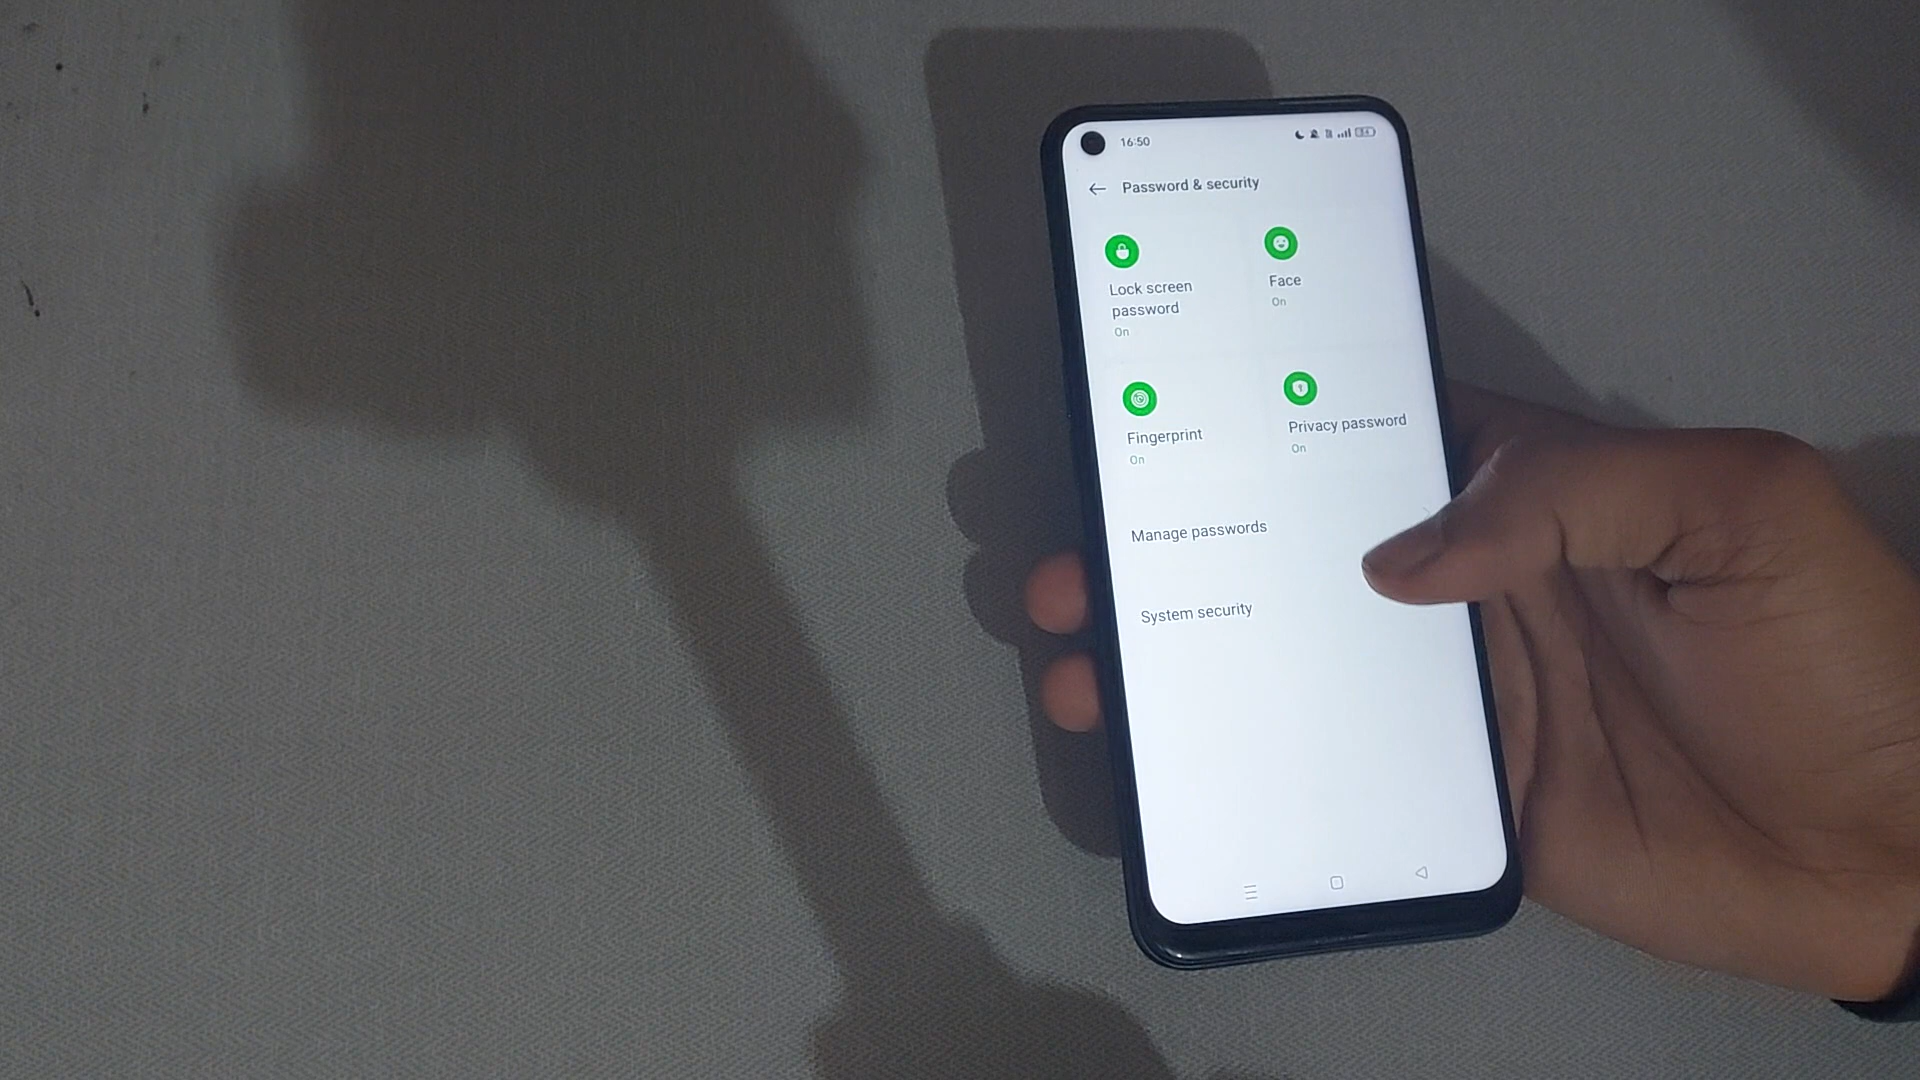 16:50
Password & security
Lock screen
password
On
Face
On
Fingerprint
On
Privacy password
On
Manage passwords
System security